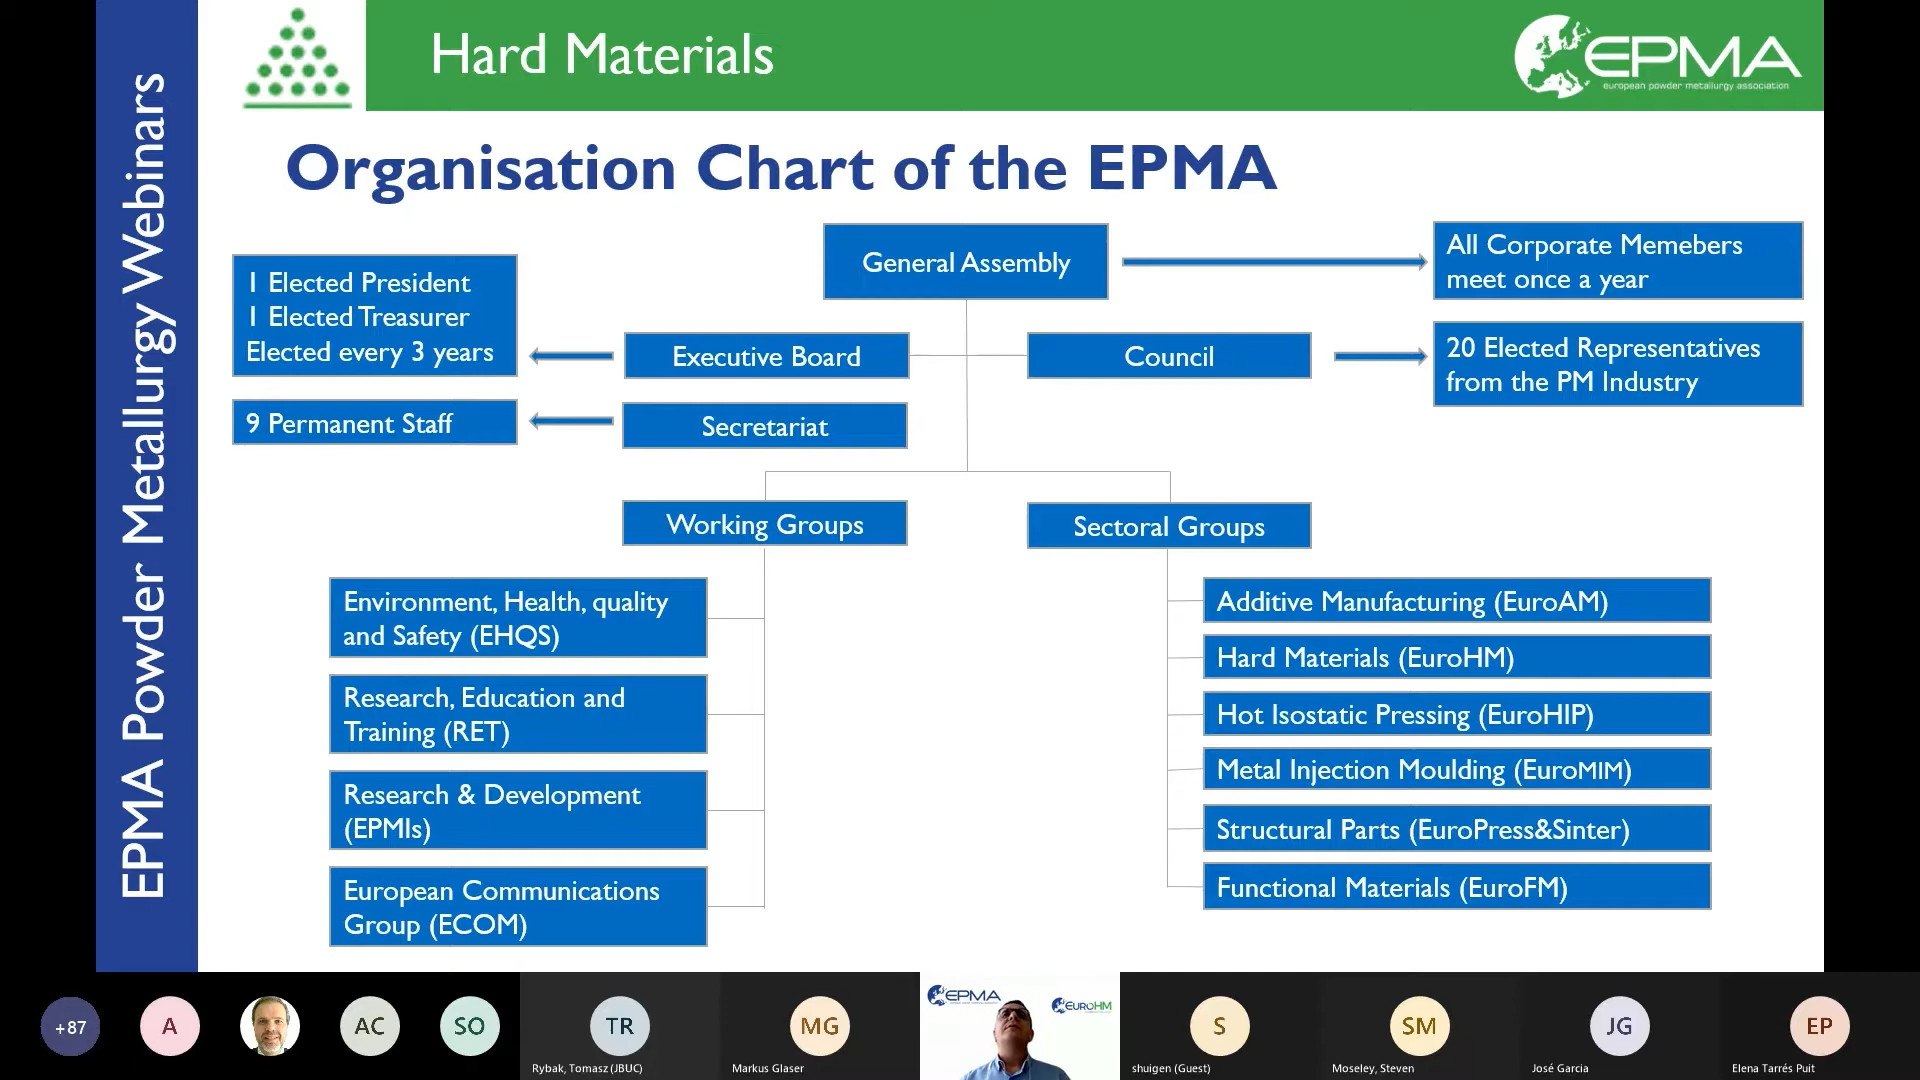 EPMA Powder Metallurgy Webinars
Hard Materials
EPMA
european powder metallurgy association
Organisation Chart of the EPMA
General Assembly
All Corporate Memebers
meet once a year
1 Elected President
1 Elected Treasurer
Elected every 3 years
Executive Board
Council
20 Elected Representatives
from the PM Industry
9 Permanent Staff
Secretariat
Working Groups
Sectoral Groups
Environment, Health, quality
and Safety (EHQS)
Research, Education and
Training (RET)
Research & Development
(EPMIs)
European Communications
Group (ECOM)
Additive Manufacturing (EuroAM)
Hard Materials (EuroHM)
Hot Isostatic Pressing (EuroHIP)
Metal Injection Moulding (EuroMIM)
Structural Parts (EuroPress&Sinter)
Functional Materials (EuroFM)
+87
A
AC
SO
TR
Rybak, Tomasz (JBUC)
MG
Markus Glaser
EPMA
EUROHM
S
shuigen (Guest)
SM
Moseley, Steven
JG
José Garcia
EP
Elena Tarrés Puit